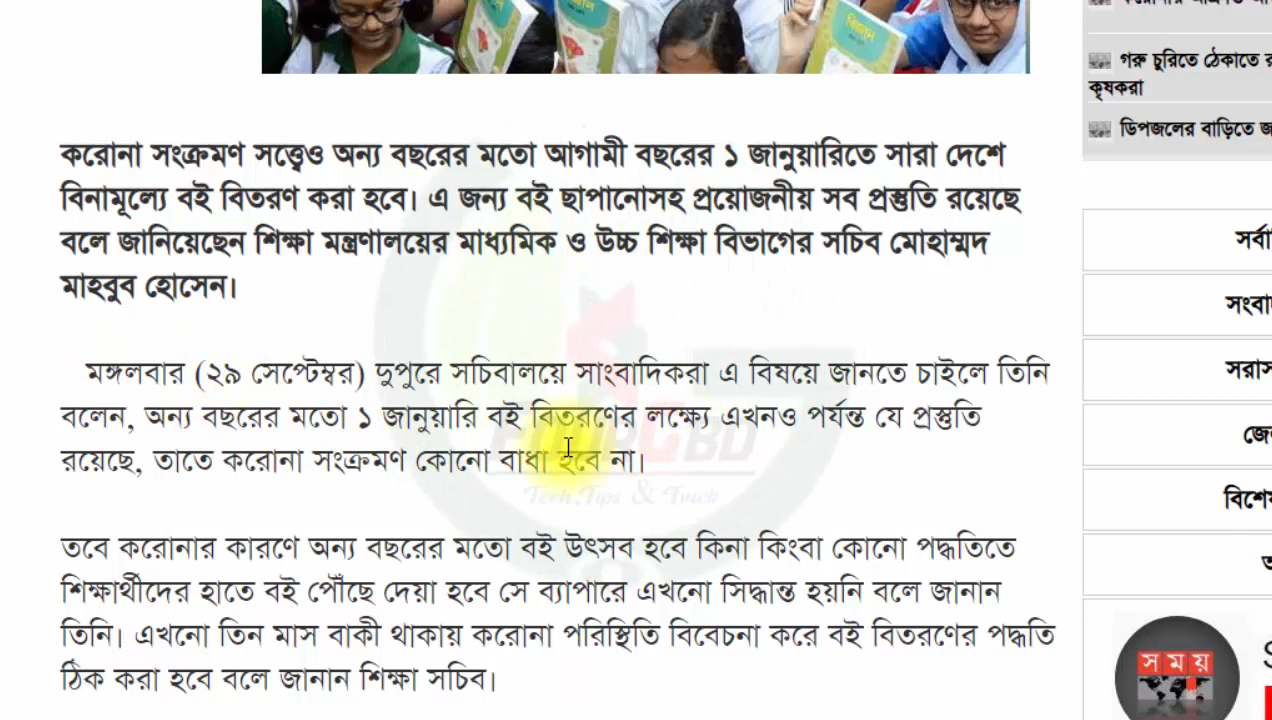 বিজ্ঞান
গরু চুরিতে ঠেকাতে
কৃষকরা
ডিপজলের বাড়িতে
করোনা সংক্রমণ সত্ত্বেও অন্য বছরের মতো আগামী বছরের ১ জানুয়ারিতে সারা দেশে
বিনামূল্যে বই বিতরণ করা হবে। এ জন্য বই ছাপানোসহ প্রয়োজনীয় সব প্রস্তুতি রয়েছে
বলে জানিয়েছেন শিক্ষা মন্ত্রণালয়ের মাধ্যমিক ও উচ্চ শিক্ষা বিভাগের সচিব মোহাম্মদ
মাহবুব হোসেন।
মঙ্গলবার (২৯ সেপ্টেম্বর) দুপুরে সচিবালয়ে সাংবাদিকরা এ বিষয়ে জানতে চাইলে তিনি
বলেন, অন্য বছরের মতো ১ জানুয়ারি বই বিতরণের লক্ষ্যে এখনও পর্যন্ত যে প্রস্তুতি
রয়েছে, তাতে করোনা সংক্রমণ কোনো বাধা হবে না।
Tech, Tips & Trick
তবে করোনার কারণে অন্য বছরের মতো বই উৎসব হবে কিনা কিংবা কোনো পদ্ধতিতে
শিক্ষার্থীদের হাতে বই পৌঁছে দেয়া হবে সে ব্যাপারে এখনো সিদ্ধান্ত হয়নি বলে জানান
তিনি। এখনো তিন মাস বাকী থাকায় করোনা পরিস্থিতি বিবেচনা করে বই বিতরণের পদ্ধতি
ঠিক করা হবে বলে জানান শিক্ষা সচিব।
সময়